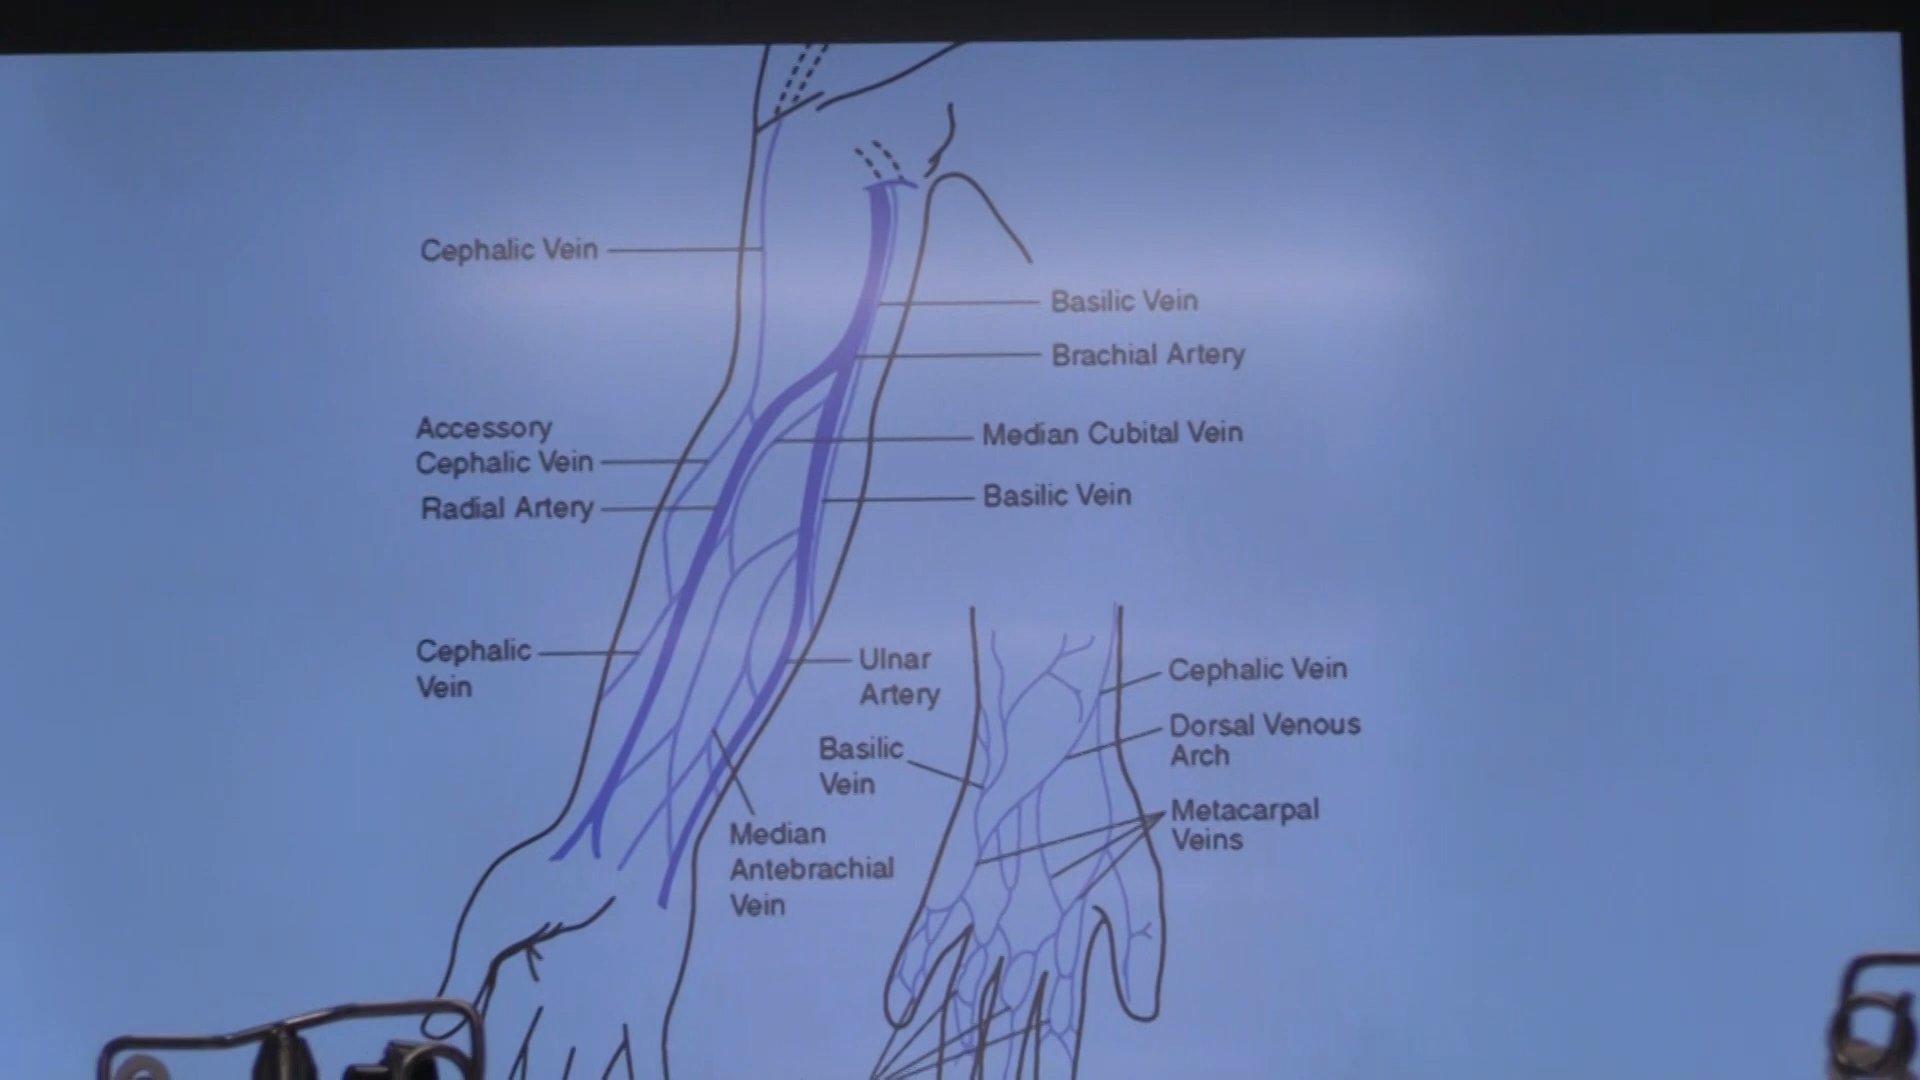 Cephalic Vein
Basilic Vein
Brachial Artery
Accessory
Cephalic Vein
Median Cubital Vein
Radial Artery
Basilic Vein
Cephalic
Vein
Ulnar
Artery
Cephalic Vein
Dorsal Venous
Arch
Basilic
Vein
Metacarpal
Veins
Median
Antebrachial
Vein